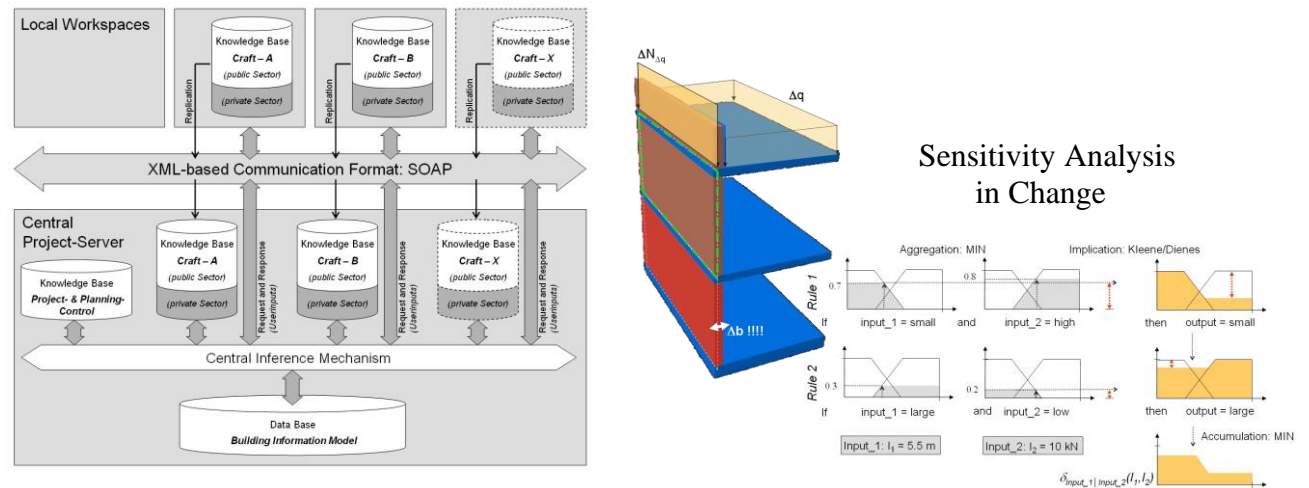 Local Workspaces
Knowledge Base
Craft – A
(public Sector)
(private Sector)
Replication
Knowledge Base
Craft – B
(public Sector)
(private Sector)
Replication
Knowledge Base
Craft – X
(public Sector)
(private Sector)
Replication
XML-based Communication Format: SOAP
Central
Project-Server
Knowledge Base
Project- & Planning-
Control
Knowledge Base
Craft – A
(public Sector)
(private Sector)
Request and Response
(Userinputs)
Knowledge Base
Craft – B
(public Sector)
(private Sector)
Request and Response
(Userinputs)
Knowledge Base
Craft – X
(public Sector)
(private Sector)
Request and Response
(Userinputs)
Central Inference Mechanism
Data Base
Building Information Model
ΔN Δq
Δq
Δb !!!!
Sensitivity Analysis
in Change
Aggregation: MIN
Implication: Kleene/Dienes
Rule 1
0.7
0.8
If input_1 = small and input_2 = high then output = small
Rule 2
0.3
0.2
If input_1 = large and input_2 = low then output = large
Input_1: I₁ = 5.5 m
Input_2: I₂ = 10 kN
Accumulation: MIN
δ Input_1| Input_2 (I₁,I₂)